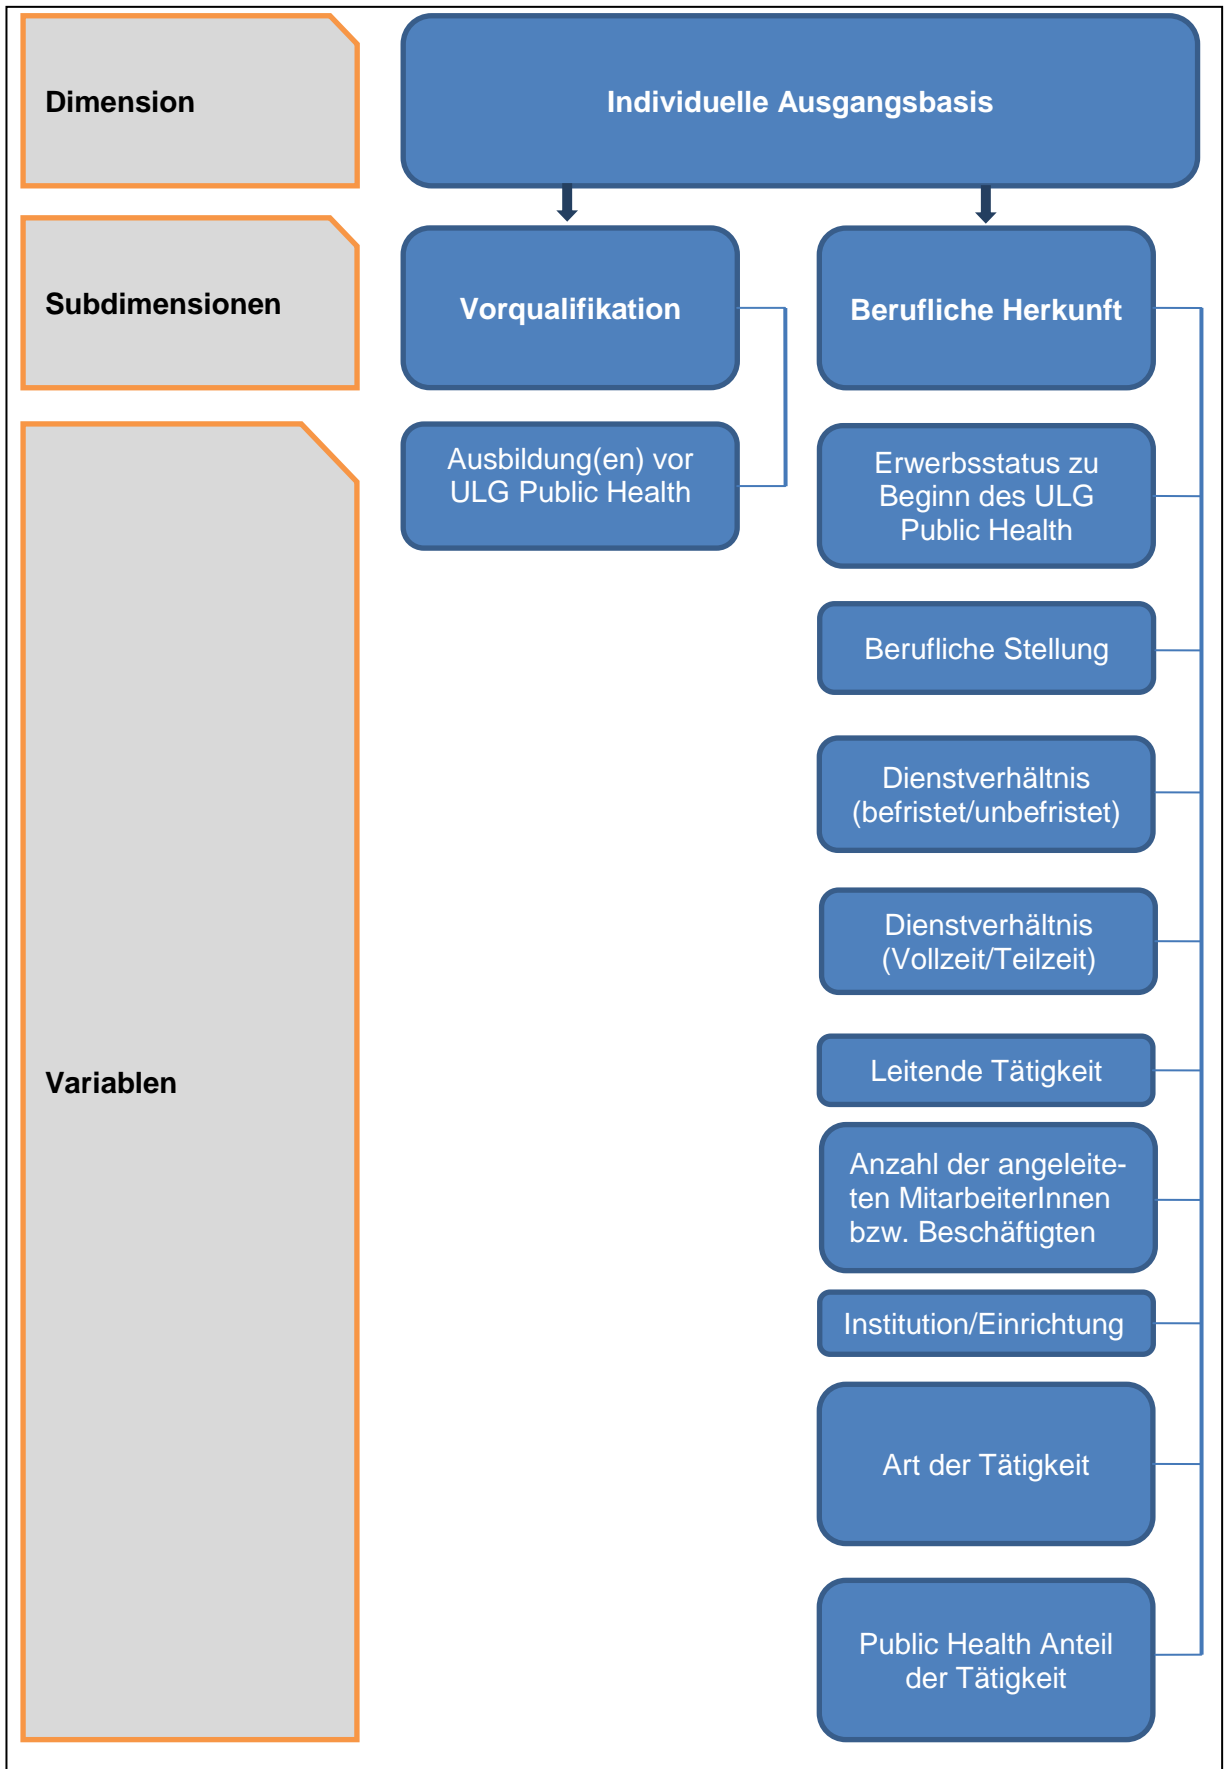 Dimension
Individuelle Ausgangsbasis
Subdimensionen
Vorqualifikation
Berufliche Herkunft
Variablen
Ausbildung(en) vor
ULG Public Health
Erwerbsstatus zu
Beginn des ULG
Public Health
Berufliche Stellung
Dienstverhältnis
(befristet/unbefristet)
Dienstverhältnis
(Vollzeit/Teilzeit)
Leitende Tätigkeit
Anzahl der angeleite-
ten MitarbeiterInnen
bzw. Beschäftigten
Institution/Einrichtung
Art der Tätigkeit
Public Health Anteil
der Tätigkeit